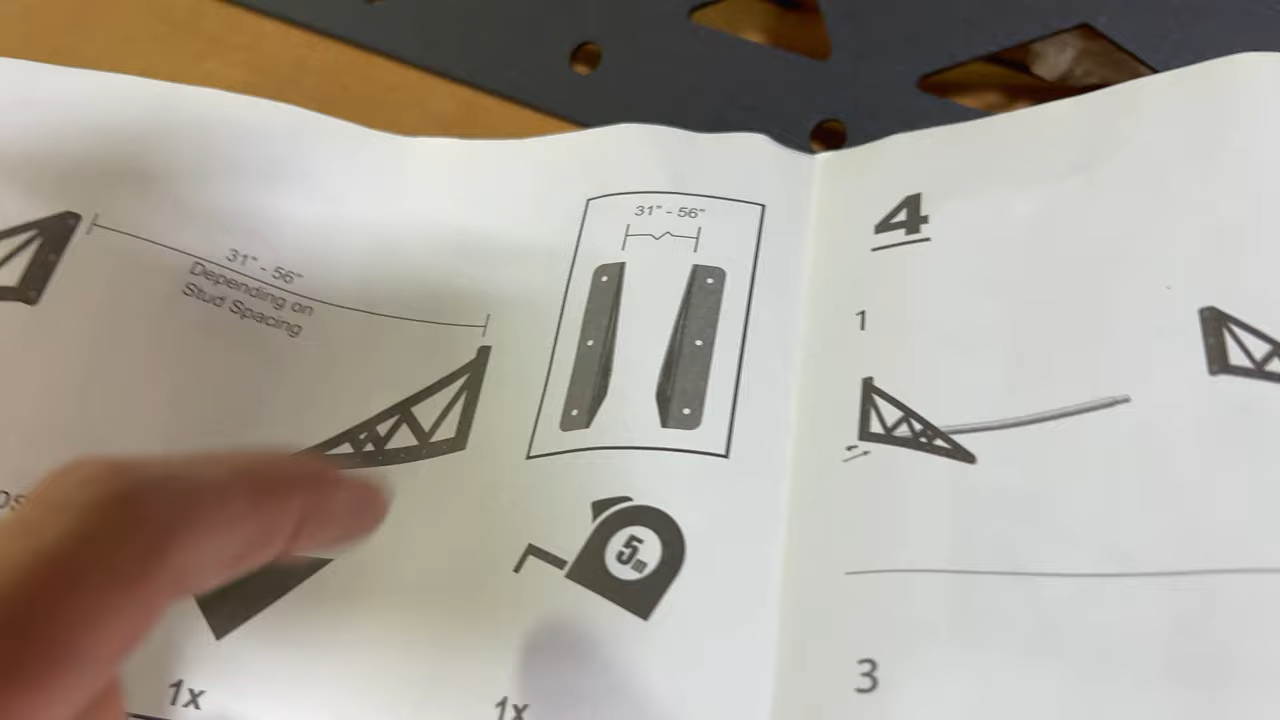 31" - 56"
Depending on
Stud Spacing
31" - 56"
5m
1x
1x
4
1
3